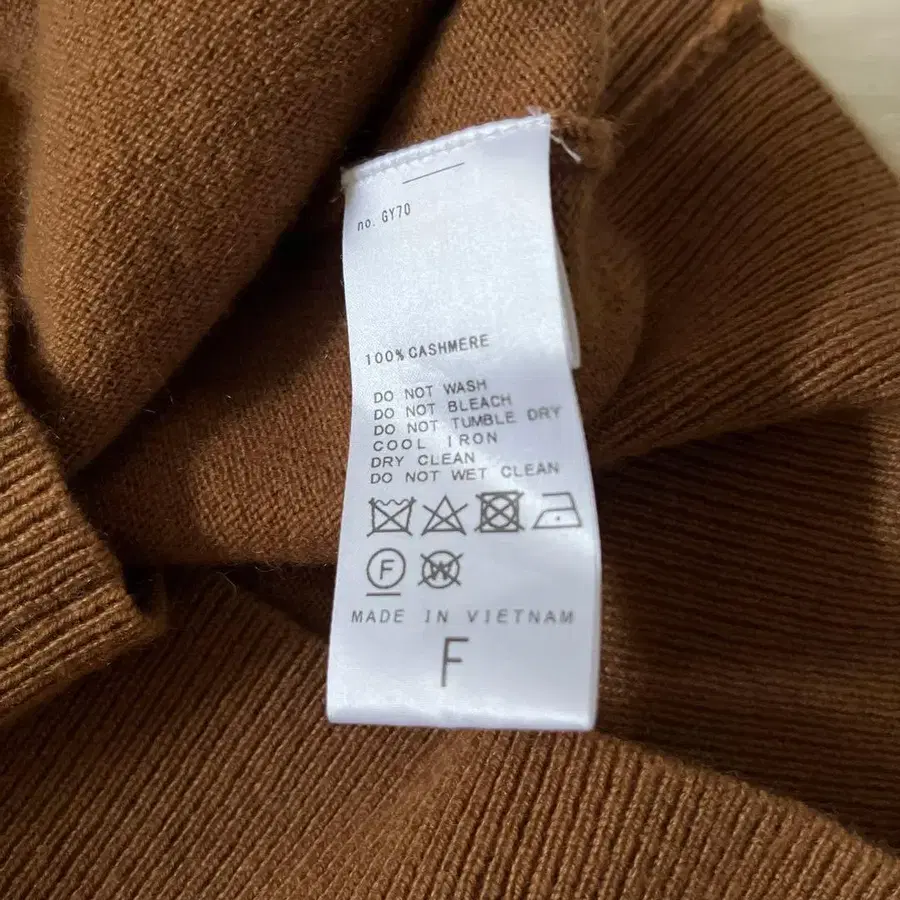 no. GY70
100% CASHMERE
DO NOT WASH
DO NOT BLEACH
DO NOT TUMBLE DRY
COOL IRON
DRY CLEAN
DO NOT WET CLEAN
F W
MADE IN VIETNAM
F